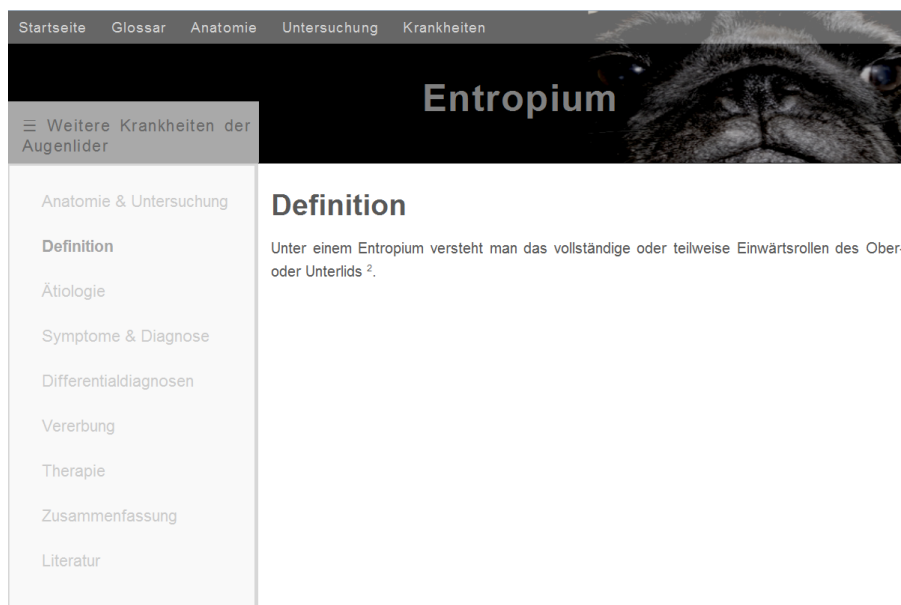 Startseite Glossar Anatomie Untersuchung Krankheiten
Entropium
☰ Weitere Krankheiten der
Augenlider
Anatomie & Untersuchung
Definition
Ätiologie
Symptome & Diagnose
Differentialdiagnosen
Vererbung
Therapie
Zusammenfassung
Literatur
Definition
Unter einem Entropium versteht man das vollständige oder teilweise Einwärtsrollen des Ober-
oder Unterlids ².